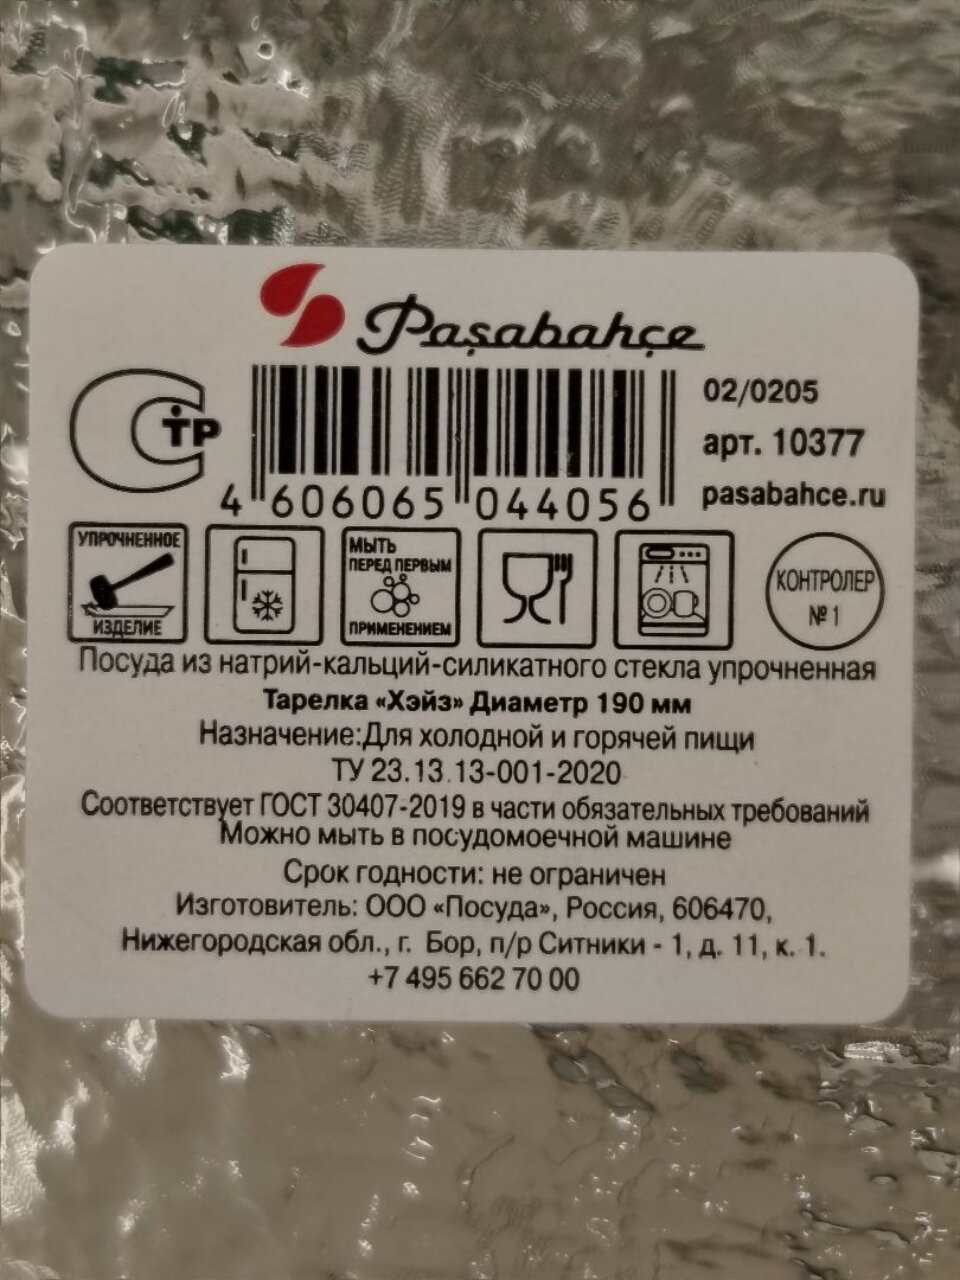 Paşabahçe
СТР
02/0205
арт. 10377
pasabahce.ru
4 606065 044056
УПРОЧНЕННОЕ
ИЗДЕЛИЕ
МЫТЬ
ПЕРЕД ПЕРВЫМ
ПРИМЕНЕНИЕМ
КОНТРОЛЕР
№ 1
Посуда из натрий-кальций-силикатного стекла упрочненная
Тарелка «Хэйз» Диаметр 190 мм
Назначение:Для холодной и горячей пищи
ТУ 23.13.13-001-2020
Соответствует ГОСТ 30407-2019 в части обязательных требований
Можно мыть в посудомоечной машине
Срок годности: не ограничен
Изготовитель: ООО «Посуда», Россия, 606470,
Нижегородская обл., г. Бор, п/р Ситники - 1, д. 11, к. 1.
+7 495 662 70 00